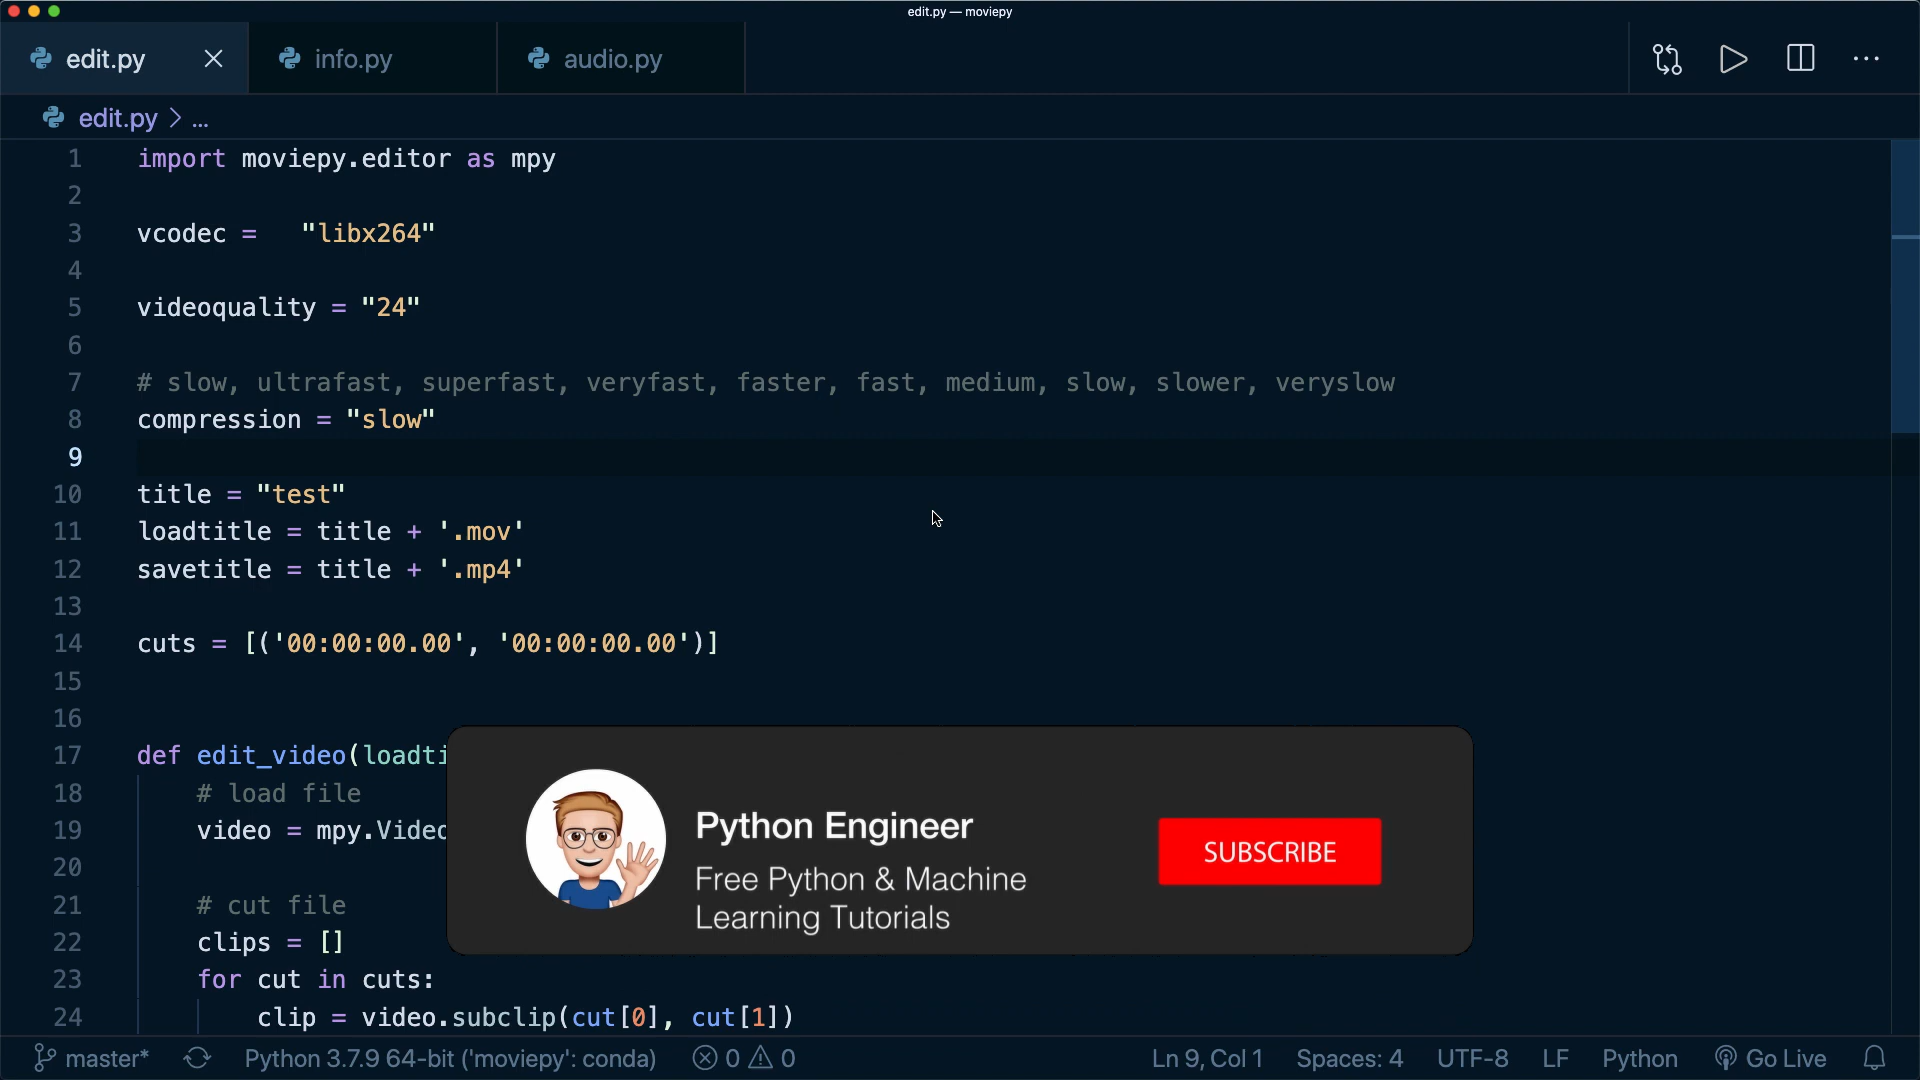 edit.py — moviepy
edit.py info.py audio.py
edit.py > ...
1 import moviepy.editor as mpy
2
3 vcodec =   "libx264"
4
5 videoquality = "24"
6
7 # slow, ultrafast, superfast, veryfast, faster, fast, medium, slow, slower, veryslow
8 compression = "slow"
9
10 title = "test"
11 loadtitle = title + '.mov'
12 savetitle = title + '.mp4'
13
14 cuts = [('00:00:00.00', '00:00:00.00')]
15
16
17 def edit_video(loadti
18 # load file
19 video = mpy.Video
20
21 # cut file
22 clips = []
23 for cut in cuts:
24 clip = video.subclip(cut[0], cut[1])
Python Engineer
Free Python & Machine
Learning Tutorials
SUBSCRIBE
master* Python 3.7.9 64-bit ('moviepy': conda) 0 0 Ln 9, Col 1 Spaces: 4 UTF-8 LF Python Go Live